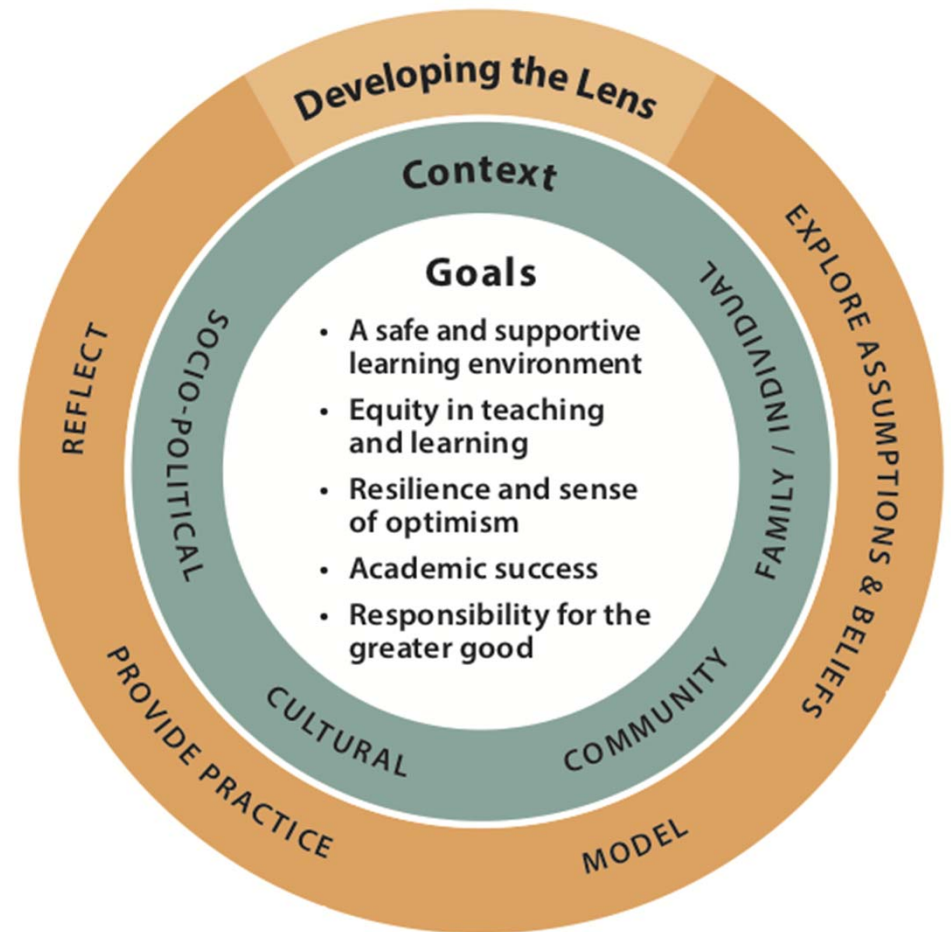 Developing the Lens
EXPLORE ASSUMPTIONS & BELIEFS
MODEL
PROVIDE PRACTICE
REFLECT
Context
FAMILY / INDIVIDUAL
COMMUNITY
CULTURAL
SOCIO-POLITICAL
Goals
• A safe and supportive
learning environment
• Equity in teaching
and learning
• Resilience and sense
of optimism
• Academic success
• Responsibility for the
greater good